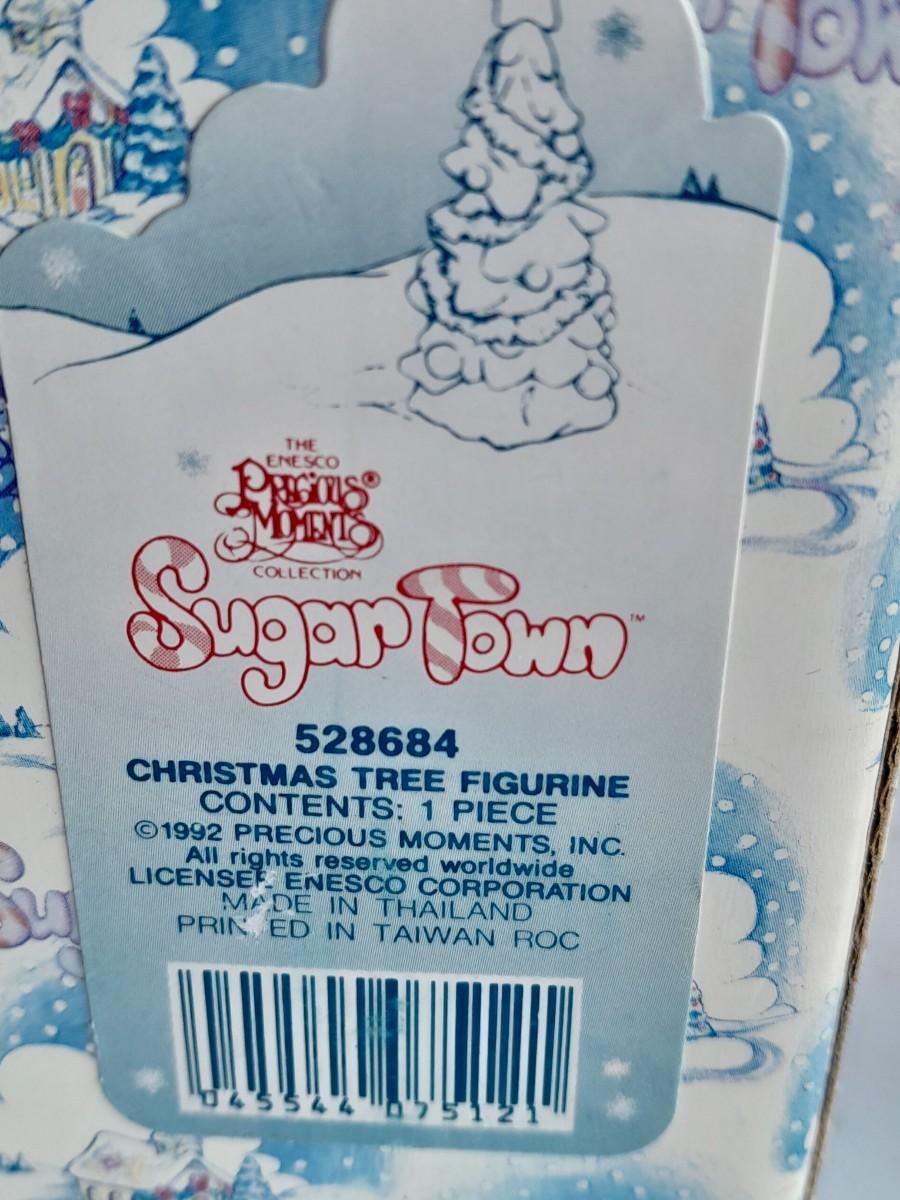 THE
ENESCO
PRECIOUS®
MOMENTS
COLLECTION
Sugar Town™
528684
CHRISTMAS TREE FIGURINE
CONTENTS: 1 PIECE
©1992 PRECIOUS MOMENTS, INC.
All rights reserved worldwide
LICENSEE ENESCO CORPORATION
MADE IN THAILAND
PRINTED IN TAIWAN ROC
045544 075121